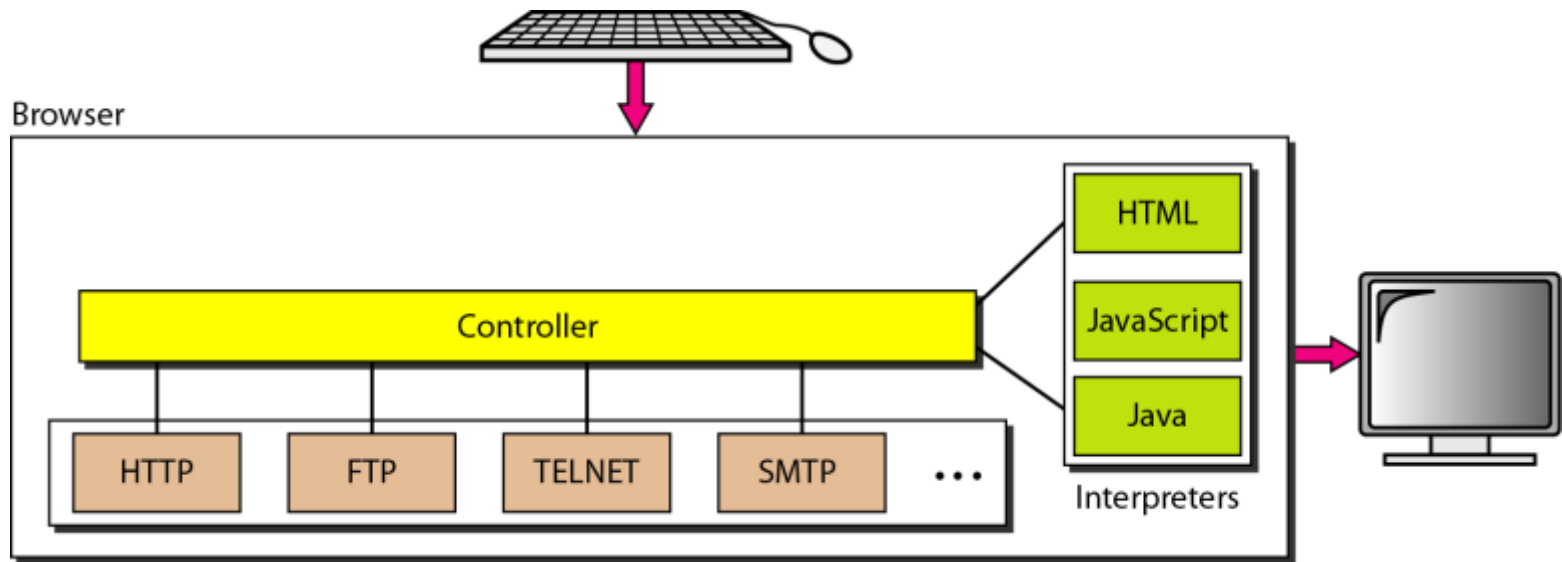 Browser
HTML
JavaScript
Controller
Java
HTTP
FTP
TELNET
SMTP
...
Interpreters